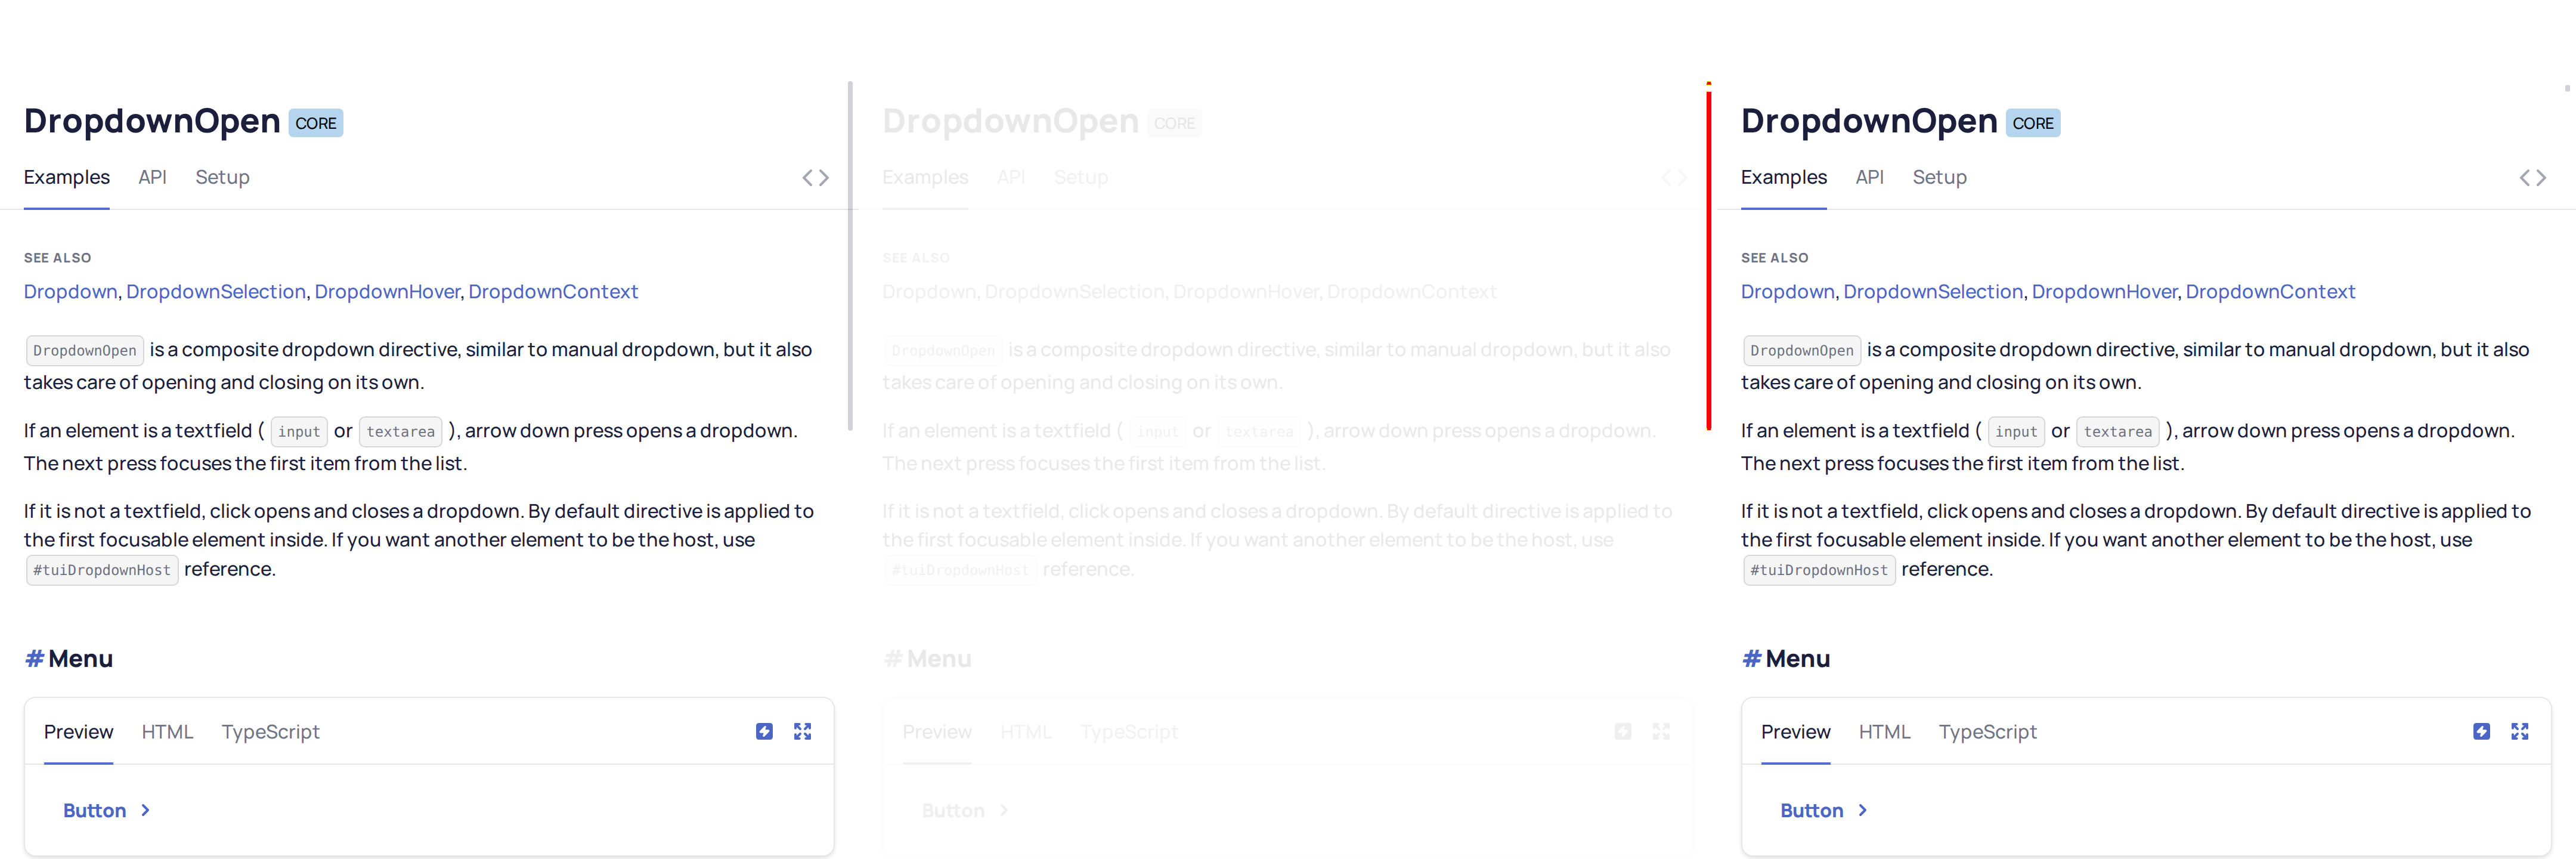 DropdownOpen CORE
Examples API Setup
SEE ALSO
Dropdown, DropdownSelection, DropdownHover, DropdownContext
DropdownOpen is a composite dropdown directive, similar to manual dropdown, but it also
takes care of opening and closing on its own.
If an element is a textfield ( input or textarea ), arrow down press opens a dropdown.
The next press focuses the first item from the list.
If it is not a textfield, click opens and closes a dropdown. By default directive is applied to
the first focusable element inside. If you want another element to be the host, use
#tuiDropdownHost reference.
# Menu
Preview HTML TypeScript
Button
DropdownOpen CORE
Examples API Setup
SEE ALSO
Dropdown, DropdownSelection, DropdownHover, DropdownContext
DropdownOpen is a composite dropdown directive, similar to manual dropdown, but it also
takes care of opening and closing on its own.
If an element is a textfield ( input or textarea ), arrow down press opens a dropdown.
The next press focuses the first item from the list.
If it is not a textfield, click opens and closes a dropdown. By default directive is applied to
the first focusable element inside. If you want another element to be the host, use
#tuiDropdownHost reference.
# Menu
Preview HTML TypeScript
Button
DropdownOpen CORE
Examples API Setup
SEE ALSO
Dropdown, DropdownSelection, DropdownHover, DropdownContext
DropdownOpen is a composite dropdown directive, similar to manual dropdown, but it also
takes care of opening and closing on its own.
If an element is a textfield ( input or textarea ), arrow down press opens a dropdown.
The next press focuses the first item from the list.
If it is not a textfield, click opens and closes a dropdown. By default directive is applied to
the first focusable element inside. If you want another element to be the host, use
#tuiDropdownHost reference.
# Menu
Preview HTML TypeScript
Button